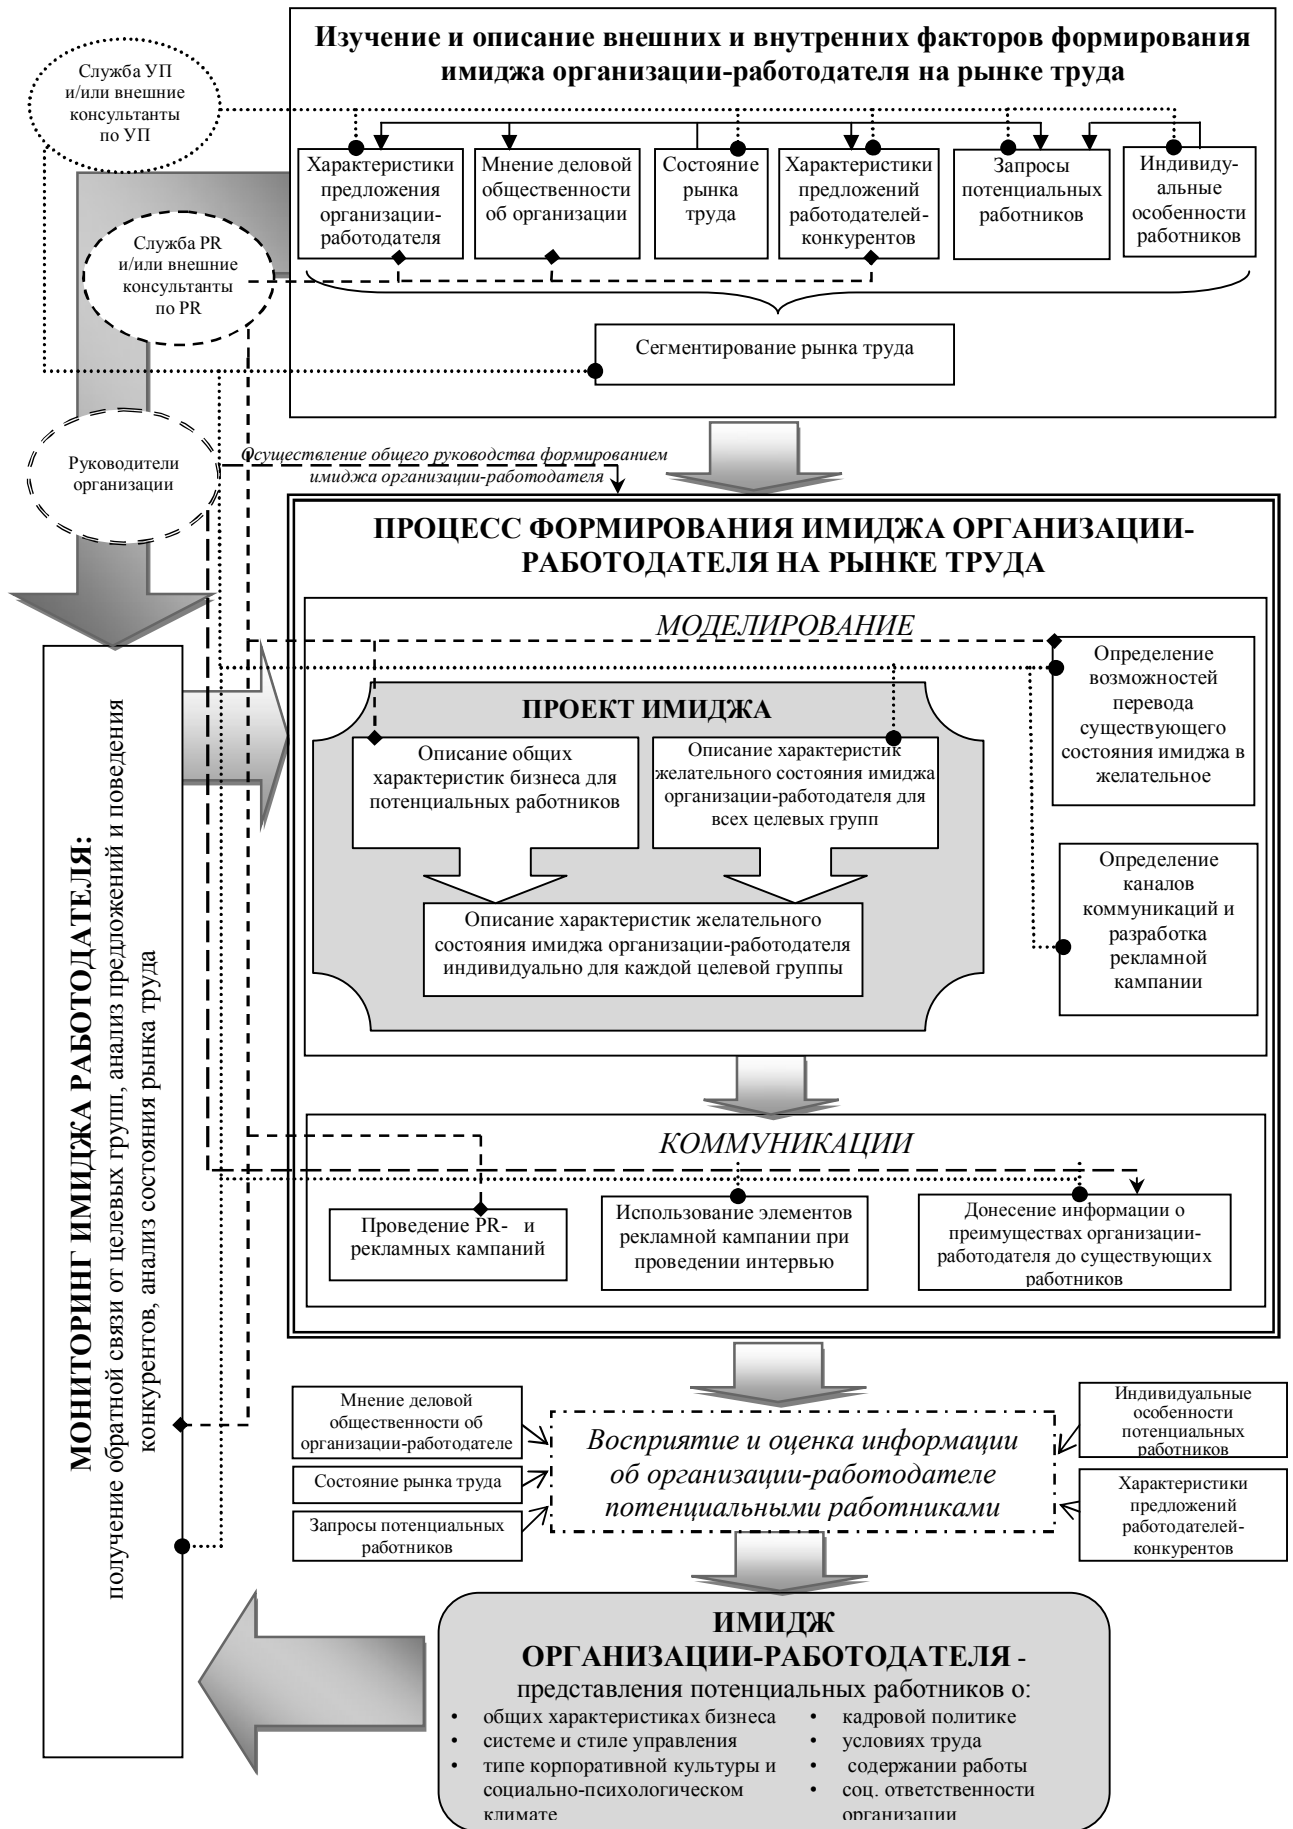 Изучение и описание внешних и внутренних факторов формирования
имиджа организации-работодателя на рынке труда
Служба УП
и/или внешние
консультанты
по УП
Характеристики
предложения
организации-
работодателя
Мнение деловой
общественности
об организации
Состояние
рынка
труда
Характеристики
предложений
работодателей-
конкурентов
Запросы
потенциальных
работников
Индивиду-
альные
особенности
работников
Служба PR
и/или внешние
консультанты
по PR
Сегментирование рынка труда
Руководители
организации
Осуществление общего руководства формированием
имиджа организации-работодателя
ПРОЦЕСС ФОРМИРОВАНИЯ ИМИДЖА ОРГАНИЗАЦИИ-
РАБОТОДАТЕЛЯ НА РЫНКЕ ТРУДА
МОДЕЛИРОВАНИЕ
ПРОЕКТ ИМИДЖА
Описание общих
характеристик бизнеса для
потенциальных работников
Описание характеристик
желательного состояния имиджа
организации-работодателя для
всех целевых групп
Описание характеристик желательного
состояния имиджа организации-работодателя
индивидуально для каждой целевой группы
Определение
возможностей
перевода
существующего
состояния имиджа в
желательное
Определение
каналов
коммуникаций и
разработка
рекламной
кампании
КОММУНИКАЦИИ
Проведение PR- и
рекламных кампаний
Использование элементов
рекламной кампании при
проведении интервью
Донесение информации о
преимуществах организации-
работодателя до существующих
работников
МОНИТОРИНГ ИМИДЖА РАБОТОДАТЕЛЯ:
получение обратной связи от целевых групп, анализ предложений и поведения
конкурентов, анализ состояния рынка труда
Мнение деловой
общественности об
организации-работодателе
Состояние рынка труда
Запросы потенциальных
работников
Восприятие и оценка информации
об организации-работодателе
потенциальными работниками
Индивидуальные
особенности
потенциальных
работников
Характеристики
предложений
работодателей-
конкурентов
ИМИДЖ
ОРГАНИЗАЦИИ-РАБОТОДАТЕЛЯ -
представления потенциальных работников о:
• общих характеристиках бизнеса
• системе и стиле управления
• типе корпоративной культуры и
социально-психологическом
климате
• кадровой политике
• условиях труда
• содержании работы
• соц. ответственности
организации